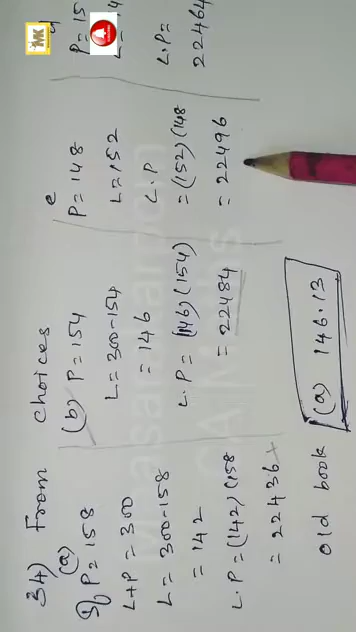 34) From choices
(a)
P=158
L+P = 300
L = 300-158
= 142
L.P = (142)(158
= 22436
(b) P=154
L=300-154
= 146
L.P = (146)(154)
= 22484
P=148
L=152
L.P
= (152)(148
= 22496
P=15
L.P=
22464
old book (a) 146.13
MK